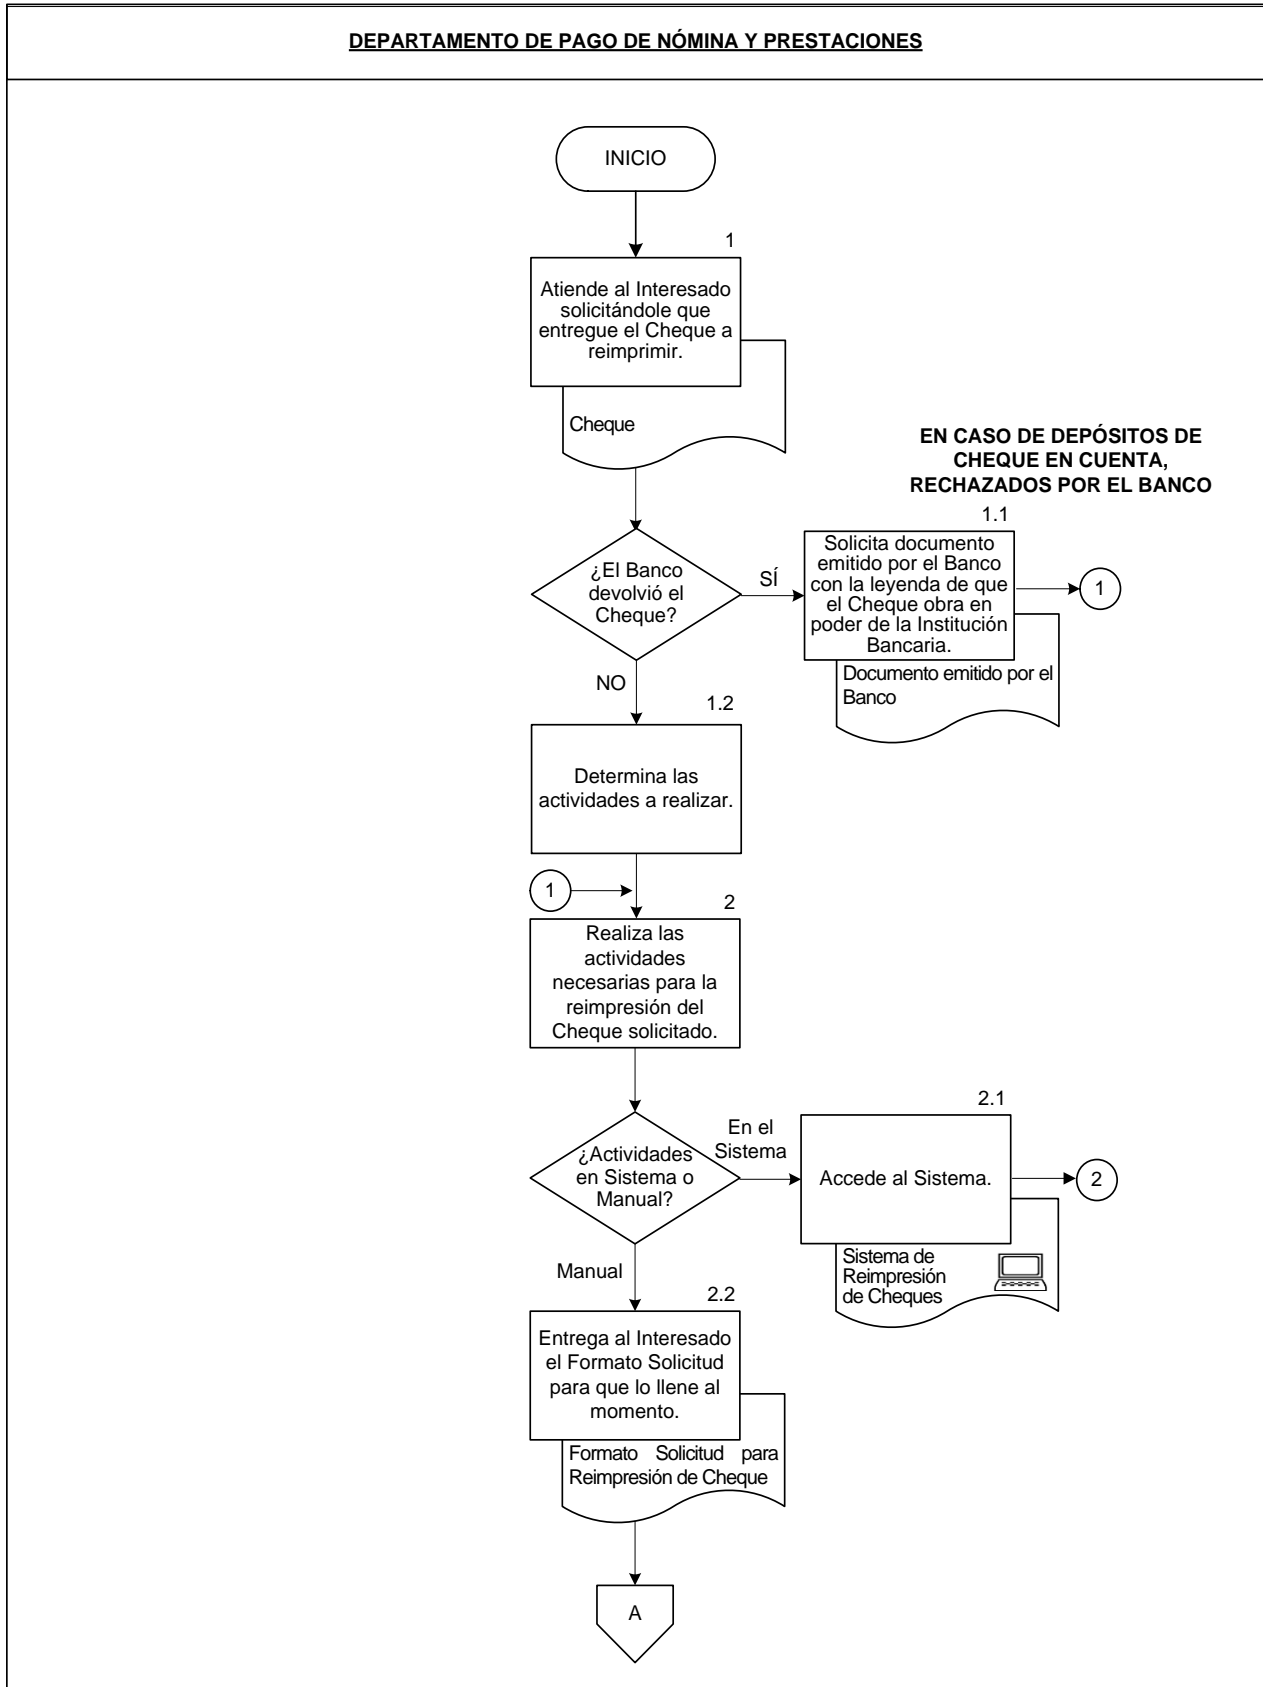 DEPARTAMENTO DE PAGO DE NÓMINA Y PRESTACIONES
INICIO
1
Atiende al Interesado
solicitándole que
entregue el Cheque a
reimprimir.
Cheque
EN CASO DE DEPÓSITOS DE
CHEQUE EN CUENTA,
RECHAZADOS POR EL BANCO
¿El Banco
devolvió el
Cheque?
SÍ
1.1
Solicita documento
emitido por el Banco
con la leyenda de que
el Cheque obra en
poder de la Institución
Bancaria.
1
Documento emitido por el
Banco
NO
1.2
Determina las
actividades a realizar.
1
2
Realiza las
actividades
necesarias para la
reimpresión del
Cheque solicitado.
¿Actividades
en Sistema o
Manual?
En el
Sistema
2.1
Accede al Sistema.
2
Sistema de
Reimpresión
de Cheques
Manual
2.2
Entrega al Interesado
el Formato Solicitud
para que lo llene al
momento.
Formato Solicitud para
Reimpresión de Cheque
A